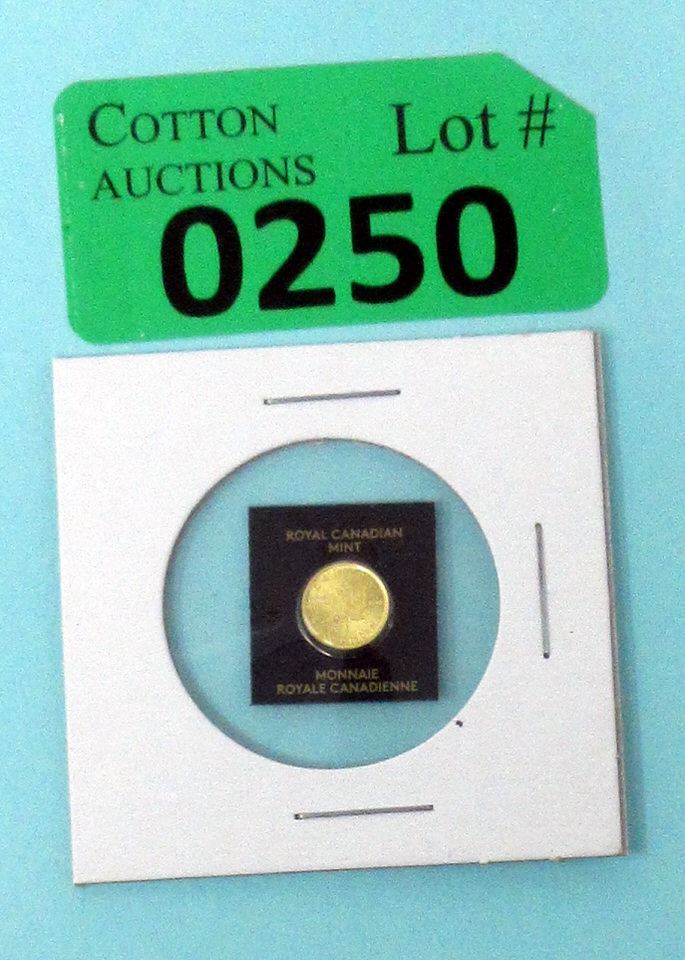 COTTON
AUCTIONS
Lot #
0250
ROYAL CANADIAN
MINT
MONNAIE
ROYALE CANADIENNE